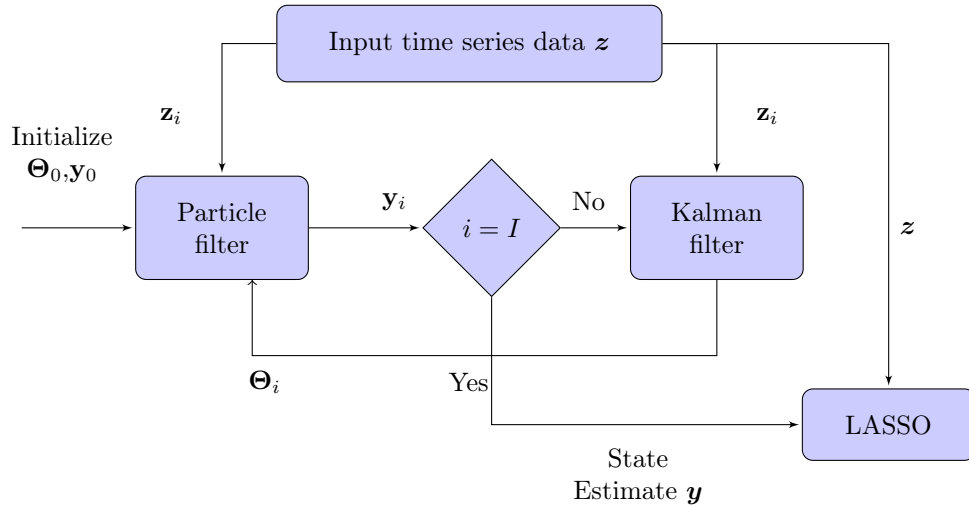 Input time series data z
z_i
z_i
Initialize
Θ_0,y_0
Particle
filter
y_i
i = I
No
Kalman
filter
z
Θ_i
Yes
LASSO
State
Estimate y